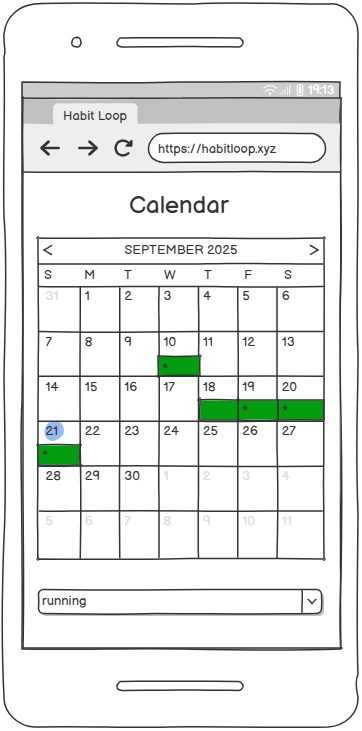 19:13
Habit Loop
https://habitloop.xyz
Calendar
< SEPTEMBER 2025 >
S M T W T F S
31 1 2 3 4 5 6
7 8 9 10 11 12 13
*
14 15 16 17 18 19 20
* *
21 22 23 24 25 26 27
*
28 29 30 1 2 3 4
5 6 7 8 9 10 11
running